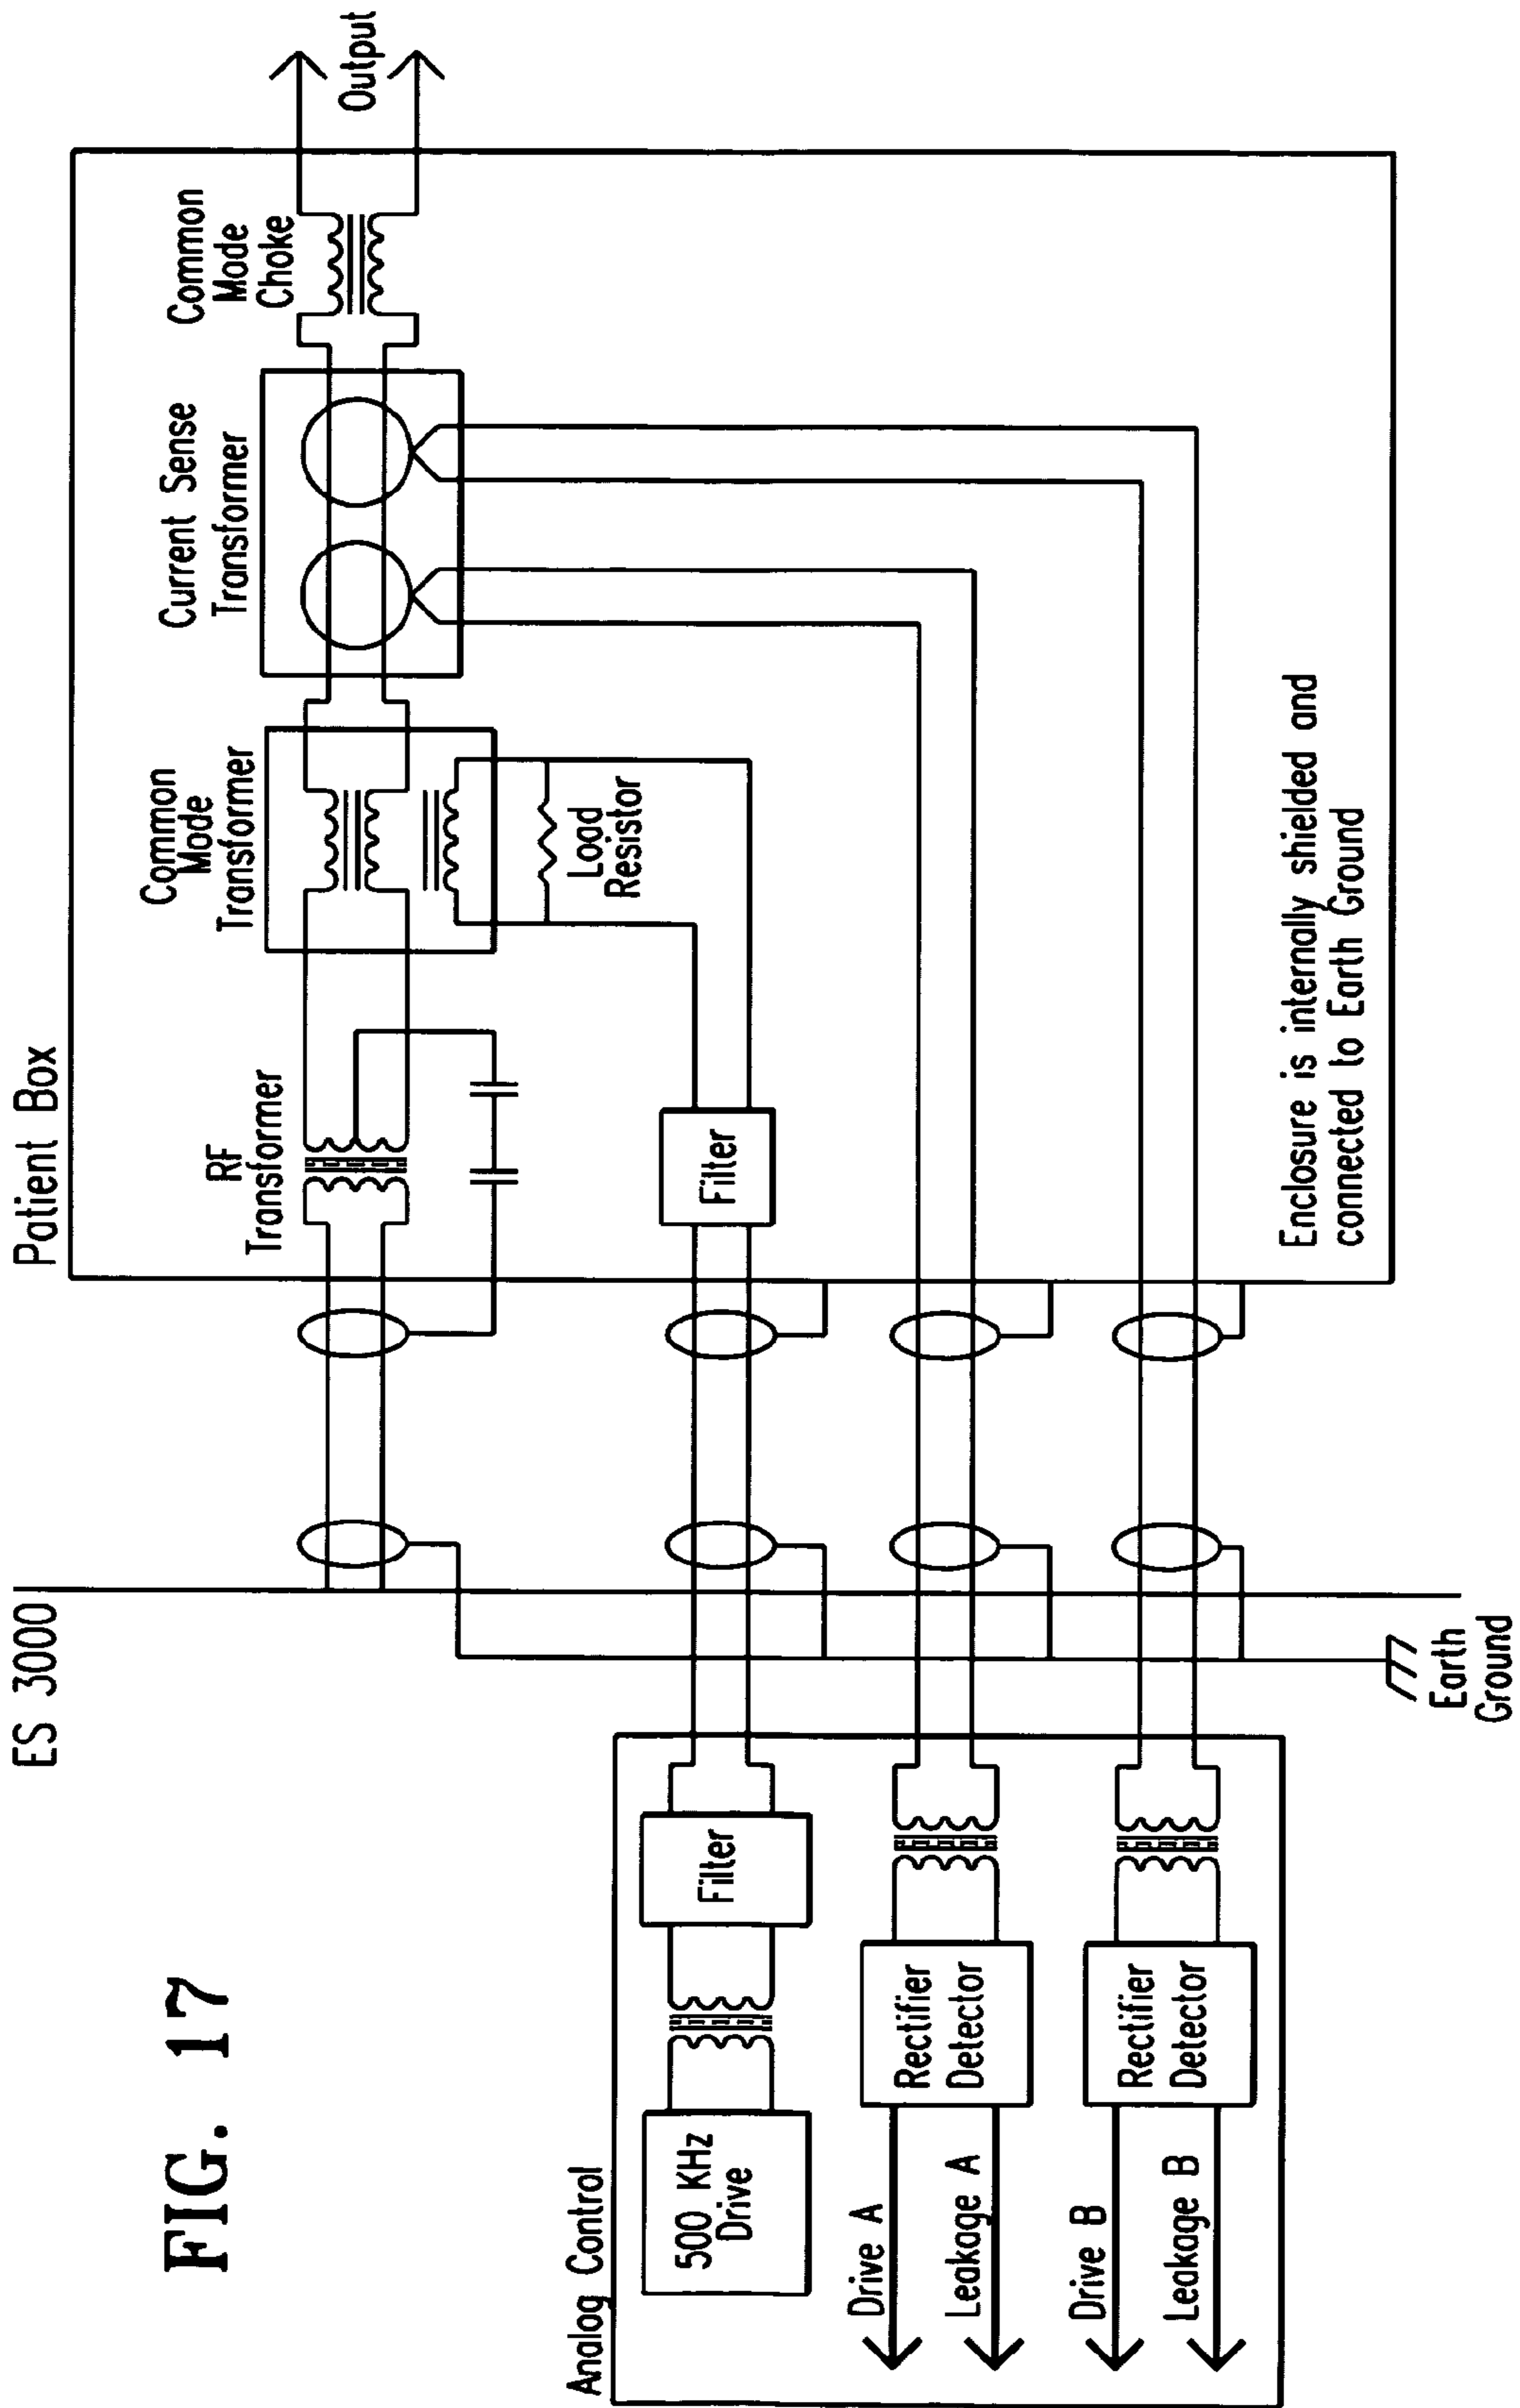 FIG. 17
ES 3000
Patient Box
RF
Transformer
Common
Mode
Transformer
Current Sense
Transformer
Common
Mode
Choke
Output
Load
Resistor
Filter
Analog Control
500 KHz
Drive
Filter
Drive A
Leakage A
Rectifier
Detector
Drive B
Leakage B
Rectifier
Detector
Earth
Ground
Enclosure is internally shielded and
connected to Earth Ground